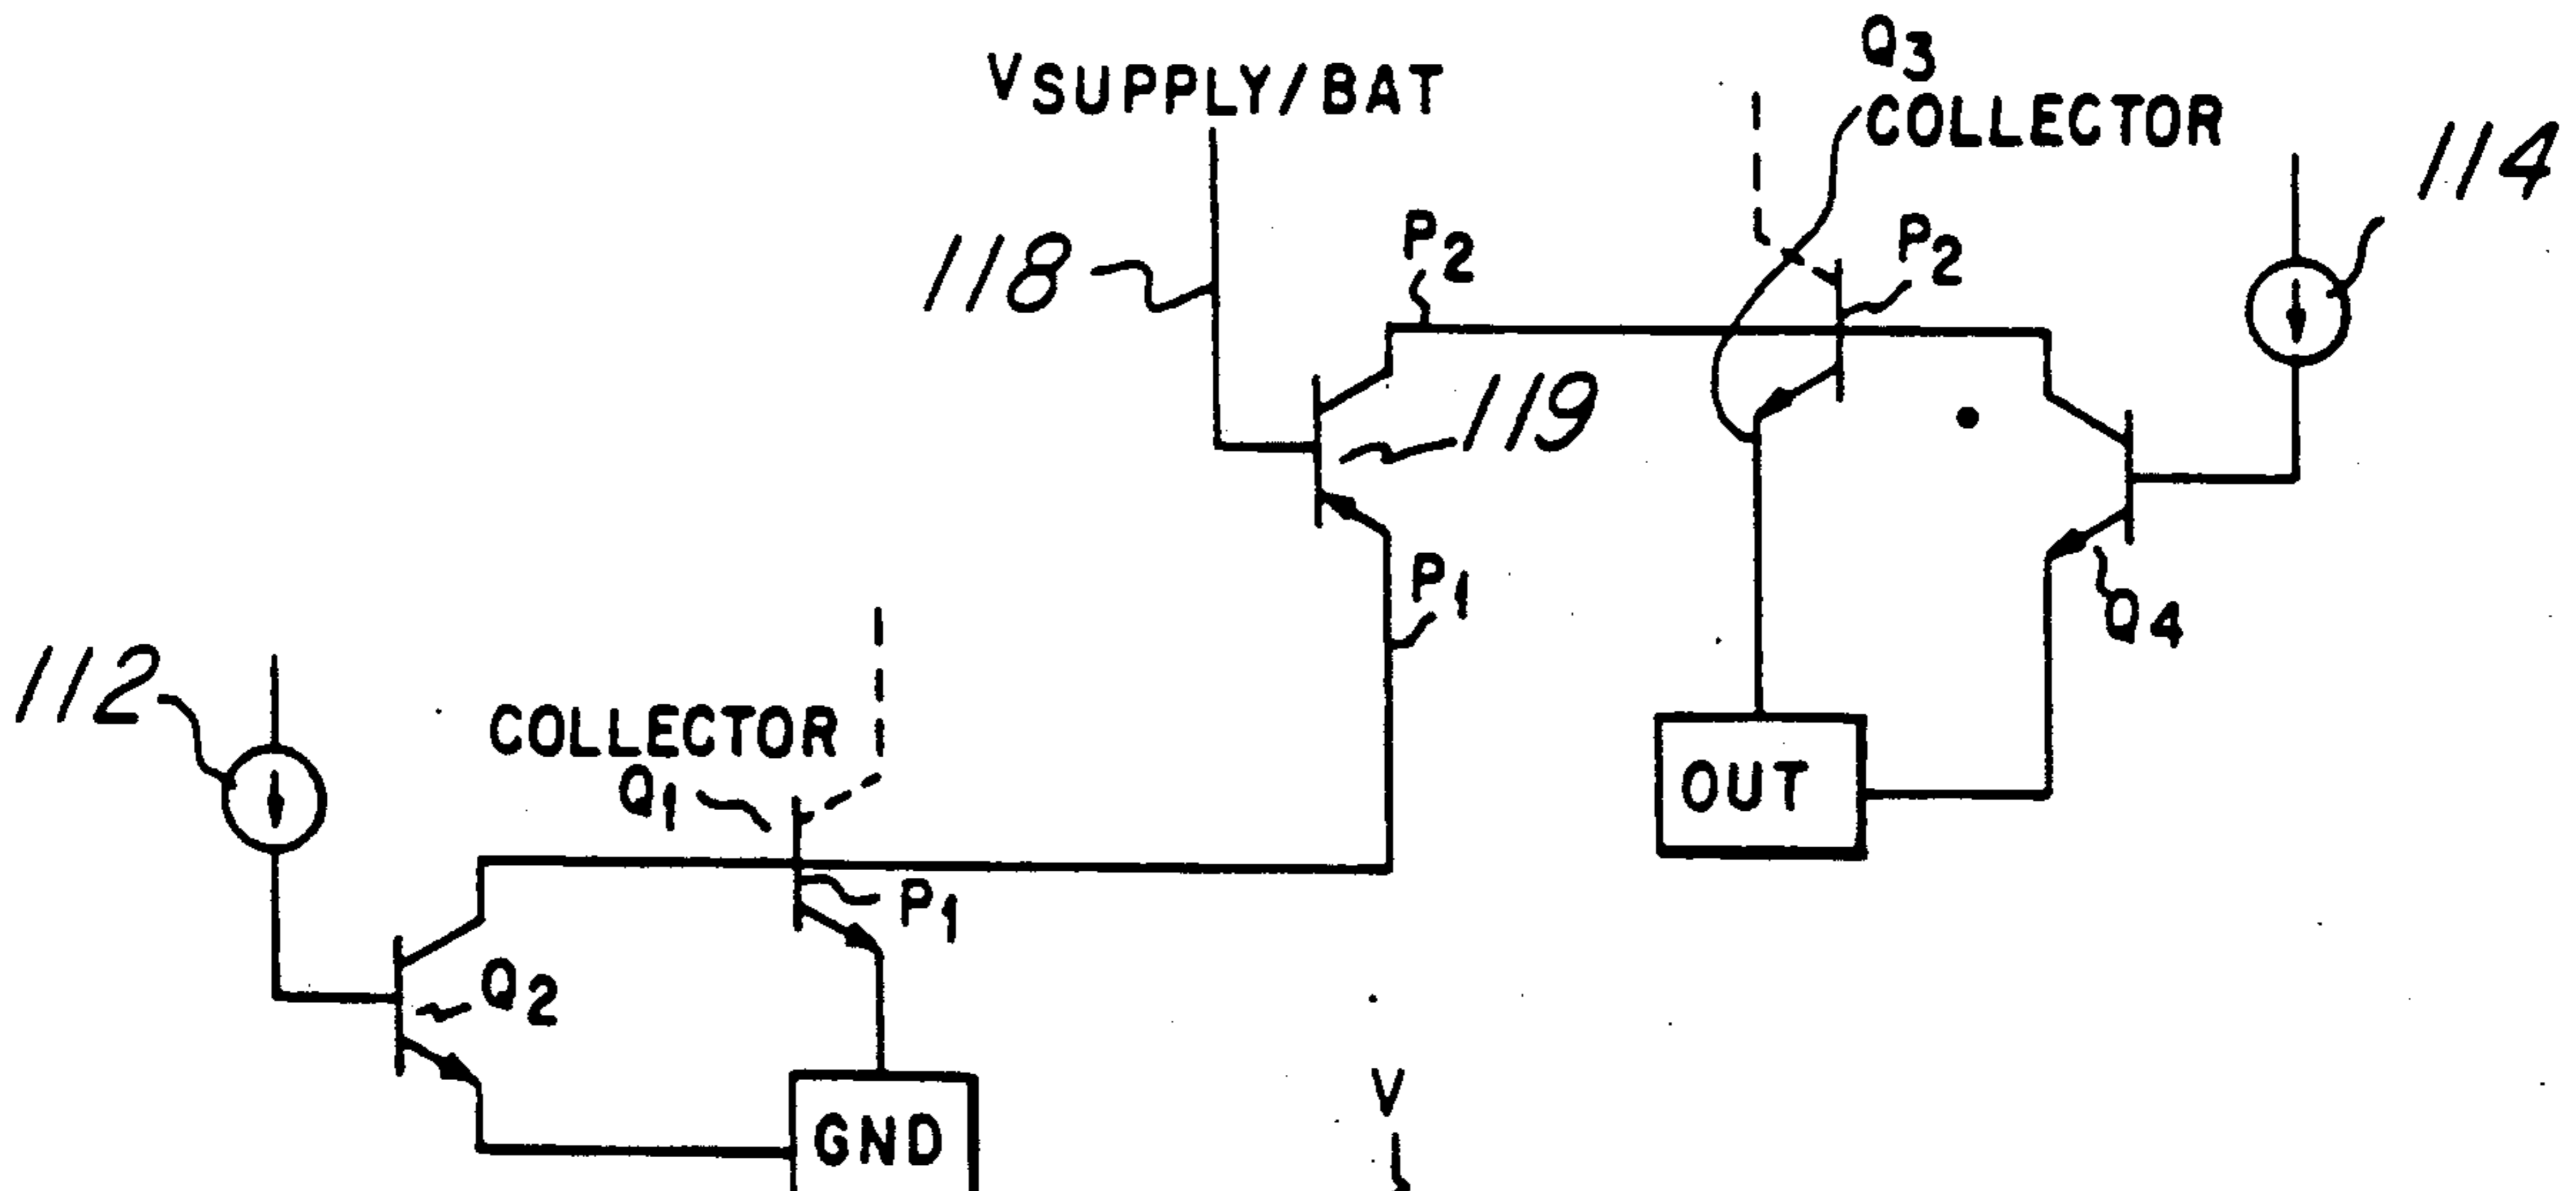 Q3
COLLECTOR
VSUPPLY/BAT
114
118
P2
P2
119
P1
Q4
112
COLLECTOR
Q1
OUT
P1
Q2
GND
V